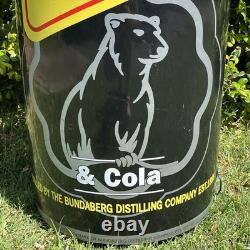 & Cola
BY THE BUNDABERG DISTILLING COMPANY EST